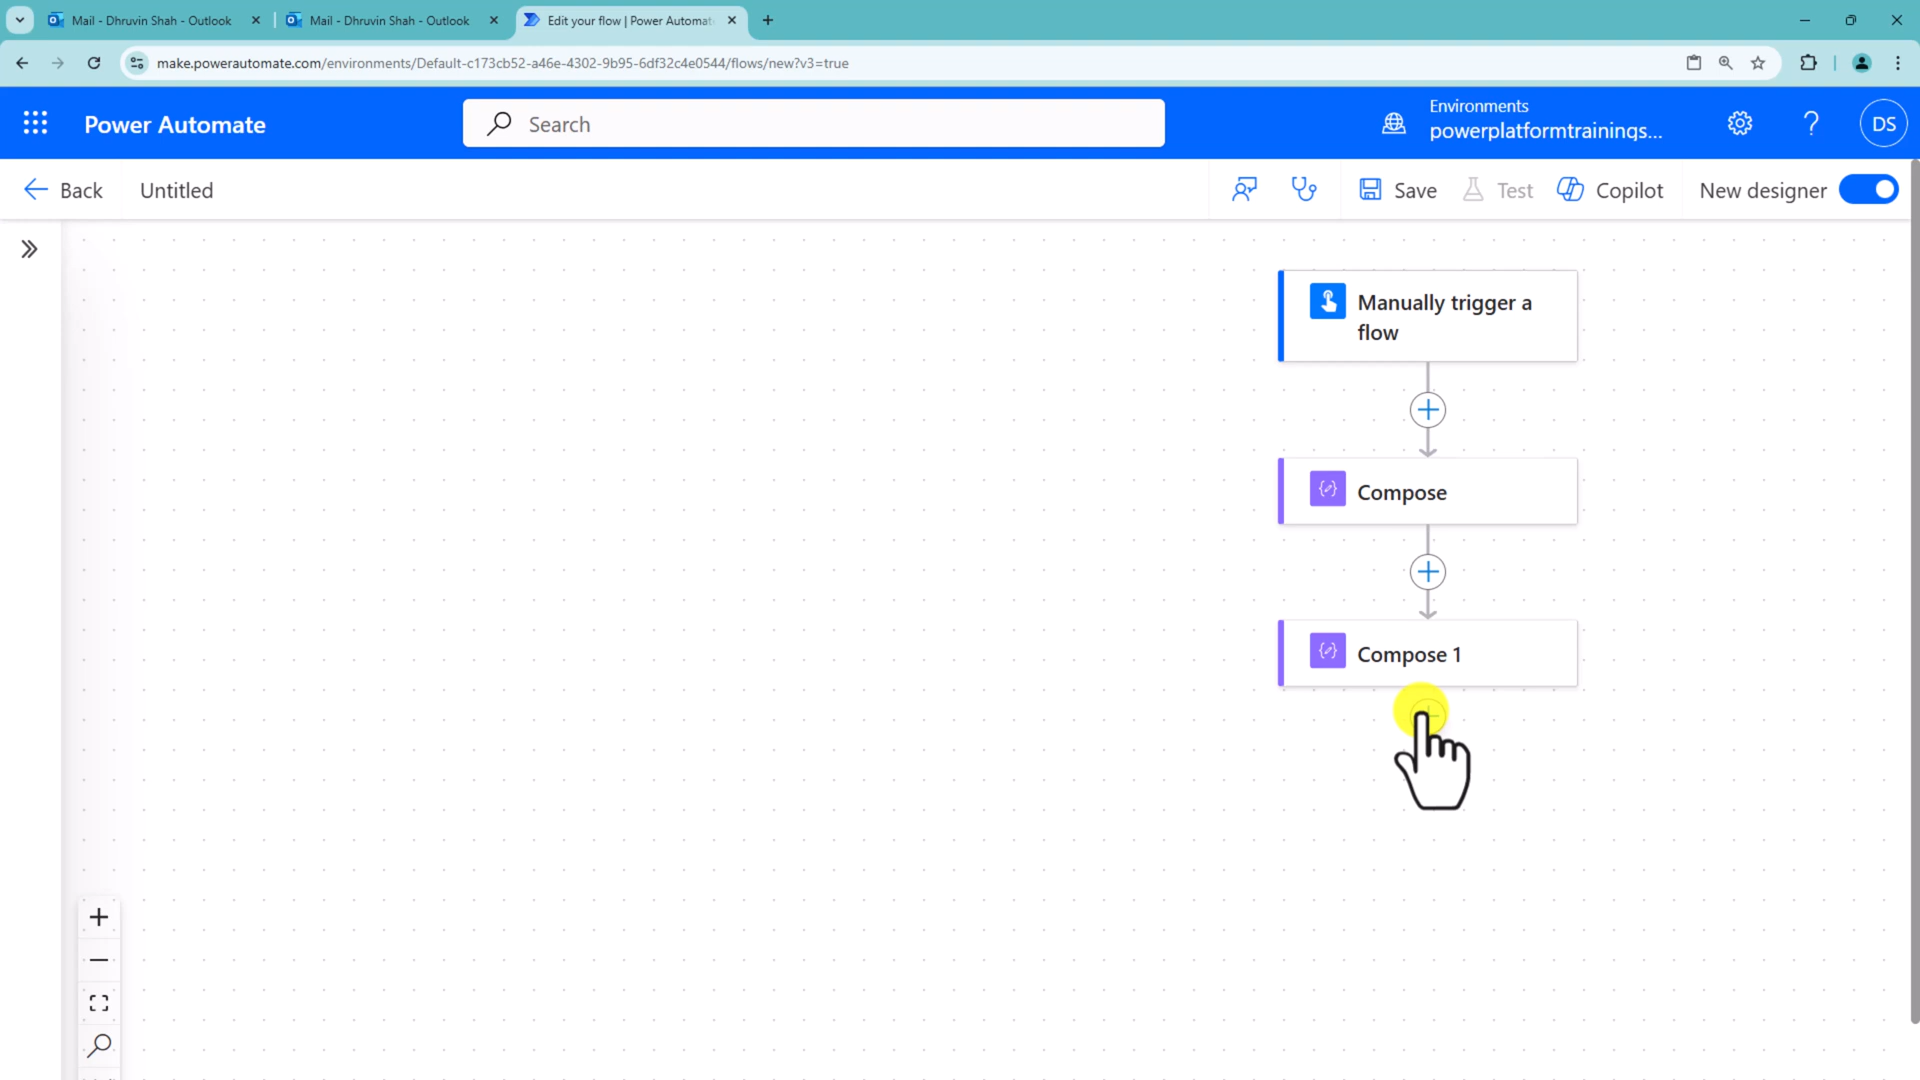 Mail - Dhruvin Shah - Outlook
Mail - Dhruvin Shah - Outlook
Edit your flow | Power Automat
make.powerautomate.com/environments/Default-c173cb52-a46e-4302-9b95-6df32c4e0544/flows/new?v3=true
Power Automate
Search
Environments
powerplatformtrainings...
DS
Back
Untitled
Save
Test
Copilot
New designer
Manually trigger a
flow
Compose
Compose 1